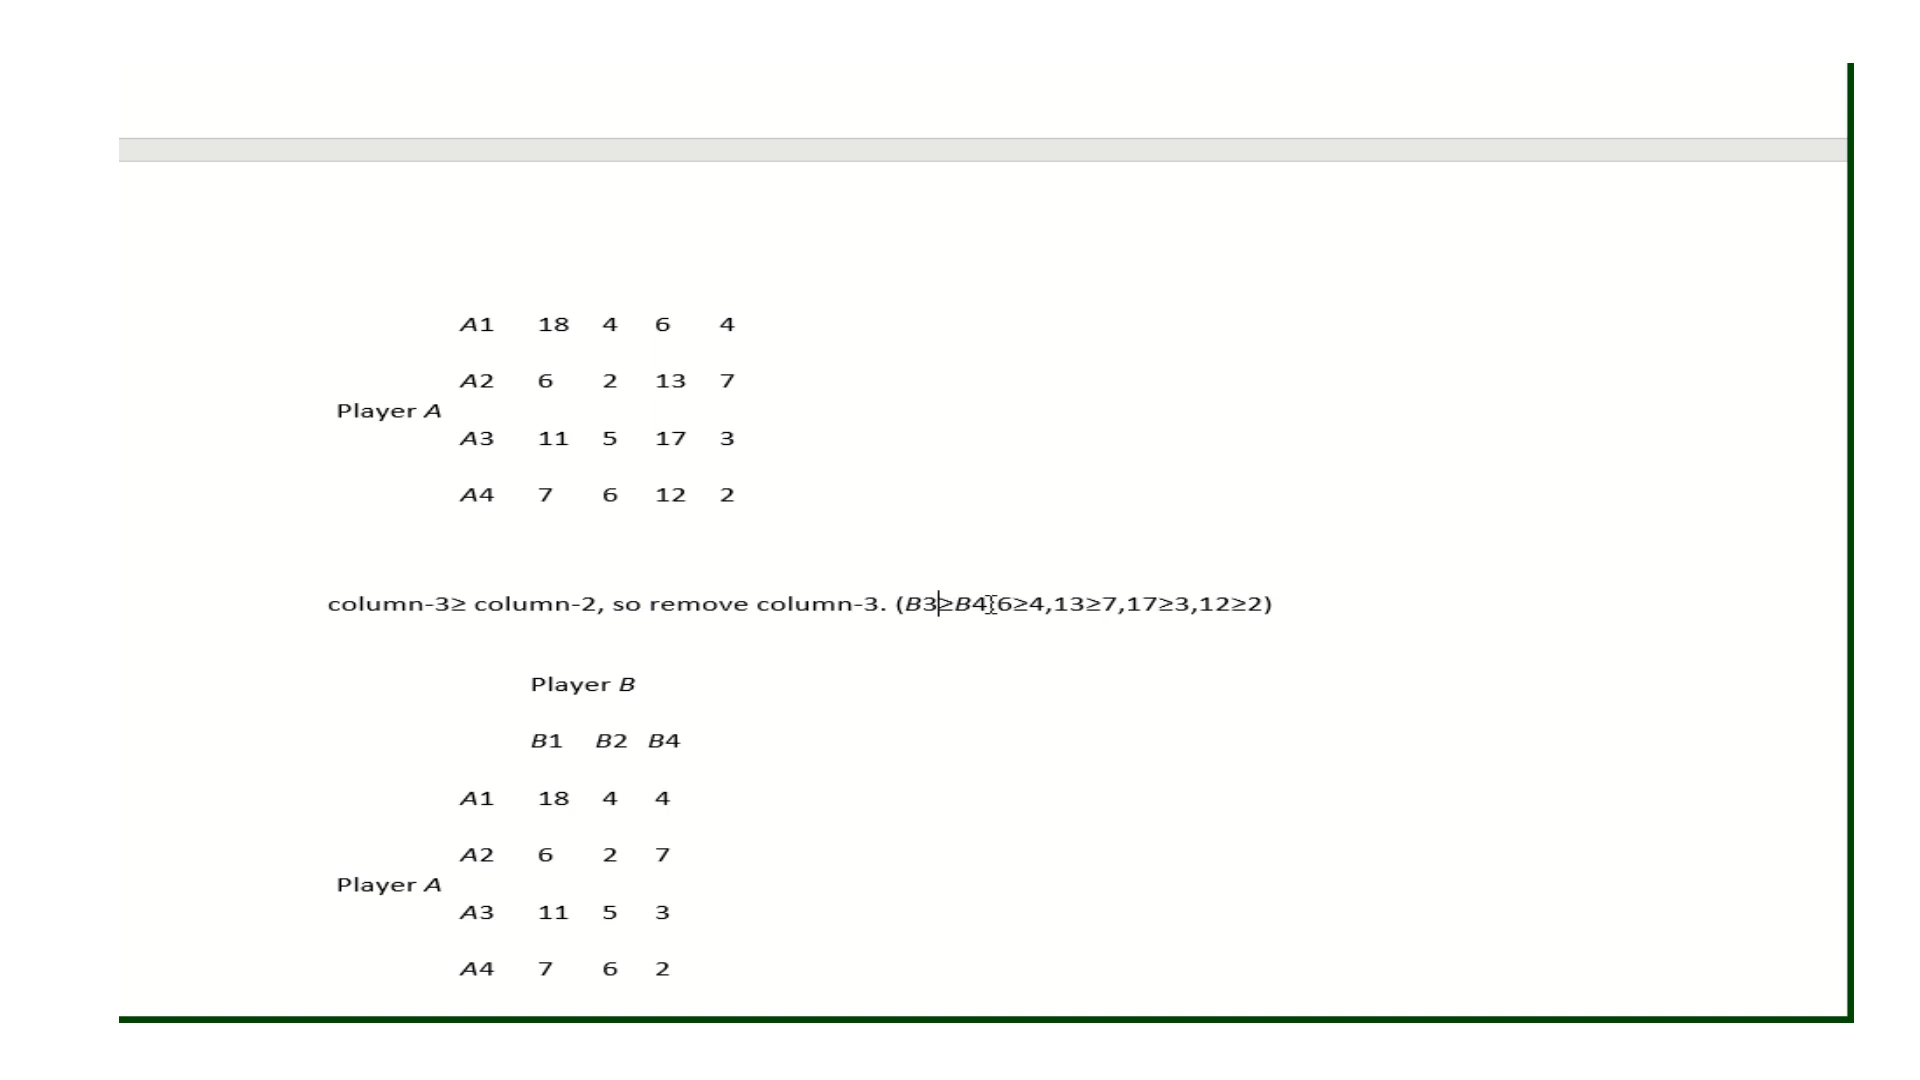 A1 18 4 6 4
A2 6 2 13 7
Player A
A3 11 5 17 3
A4 7 6 12 2
column-3≥ column-2, so remove column-3. (B3≥B4:6≥4,13≥7,17≥3,12≥2)
Player B
B1 B2 B4
A1 18 4 4
A2 6 2 7
Player A
A3 11 5 3
A4 7 6 2